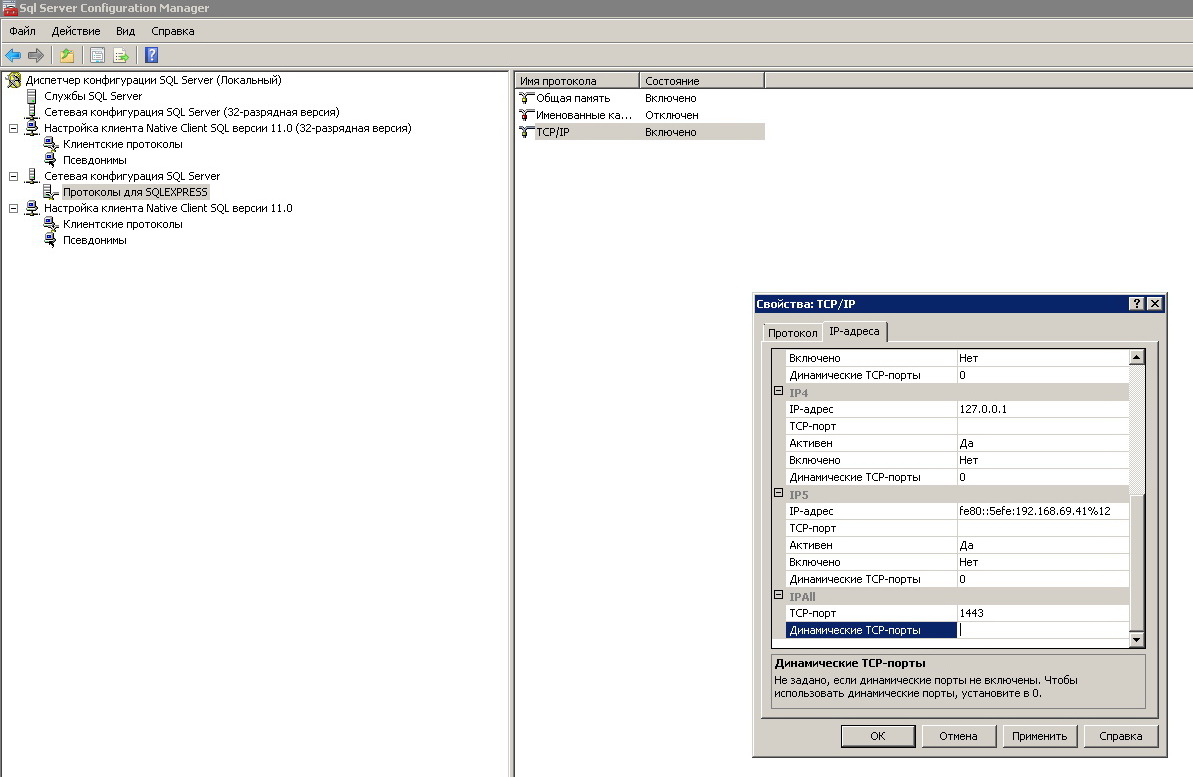 Sql Server Configuration Manager
Файл Действие Вид Справка
Диспетчер конфигурации SQL Server (Локальный)
Службы SQL Server
Сетевая конфигурация SQL Server (32-разрядная версия)
Настройка клиента Native Client SQL версии 11.0 (32-разрядная версия)
Клиентские протоколы
Псевдонимы
Сетевая конфигурация SQL Server
Протоколы для SQLEXPRESS
Настройка клиента Native Client SQL версии 11.0
Клиентские протоколы
Псевдонимы
Имя протокола Состояние
Общая память Включено
Именованные ка... Отключен
TCP/IP Включено
Свойства: TCP/IP
Протокол IP-адреса
Включено Нет
Динамические TCP-порты 0
IP4
IP-адрес 127.0.0.1
TCP-порт
Активен Да
Включено Нет
Динамические TCP-порты 0
IP5
IP-адрес fe80::5efe:192.168.69.41%12
TCP-порт
Активен Да
Включено Нет
Динамические TCP-порты 0
IPAll
TCP-порт 1443
Динамические TCP-порты
Динамические TCP-порты
Не задано, если динамические порты не включены. Чтобы
использовать динамические порты, установите в 0.
ОК Отмена Применить Справка